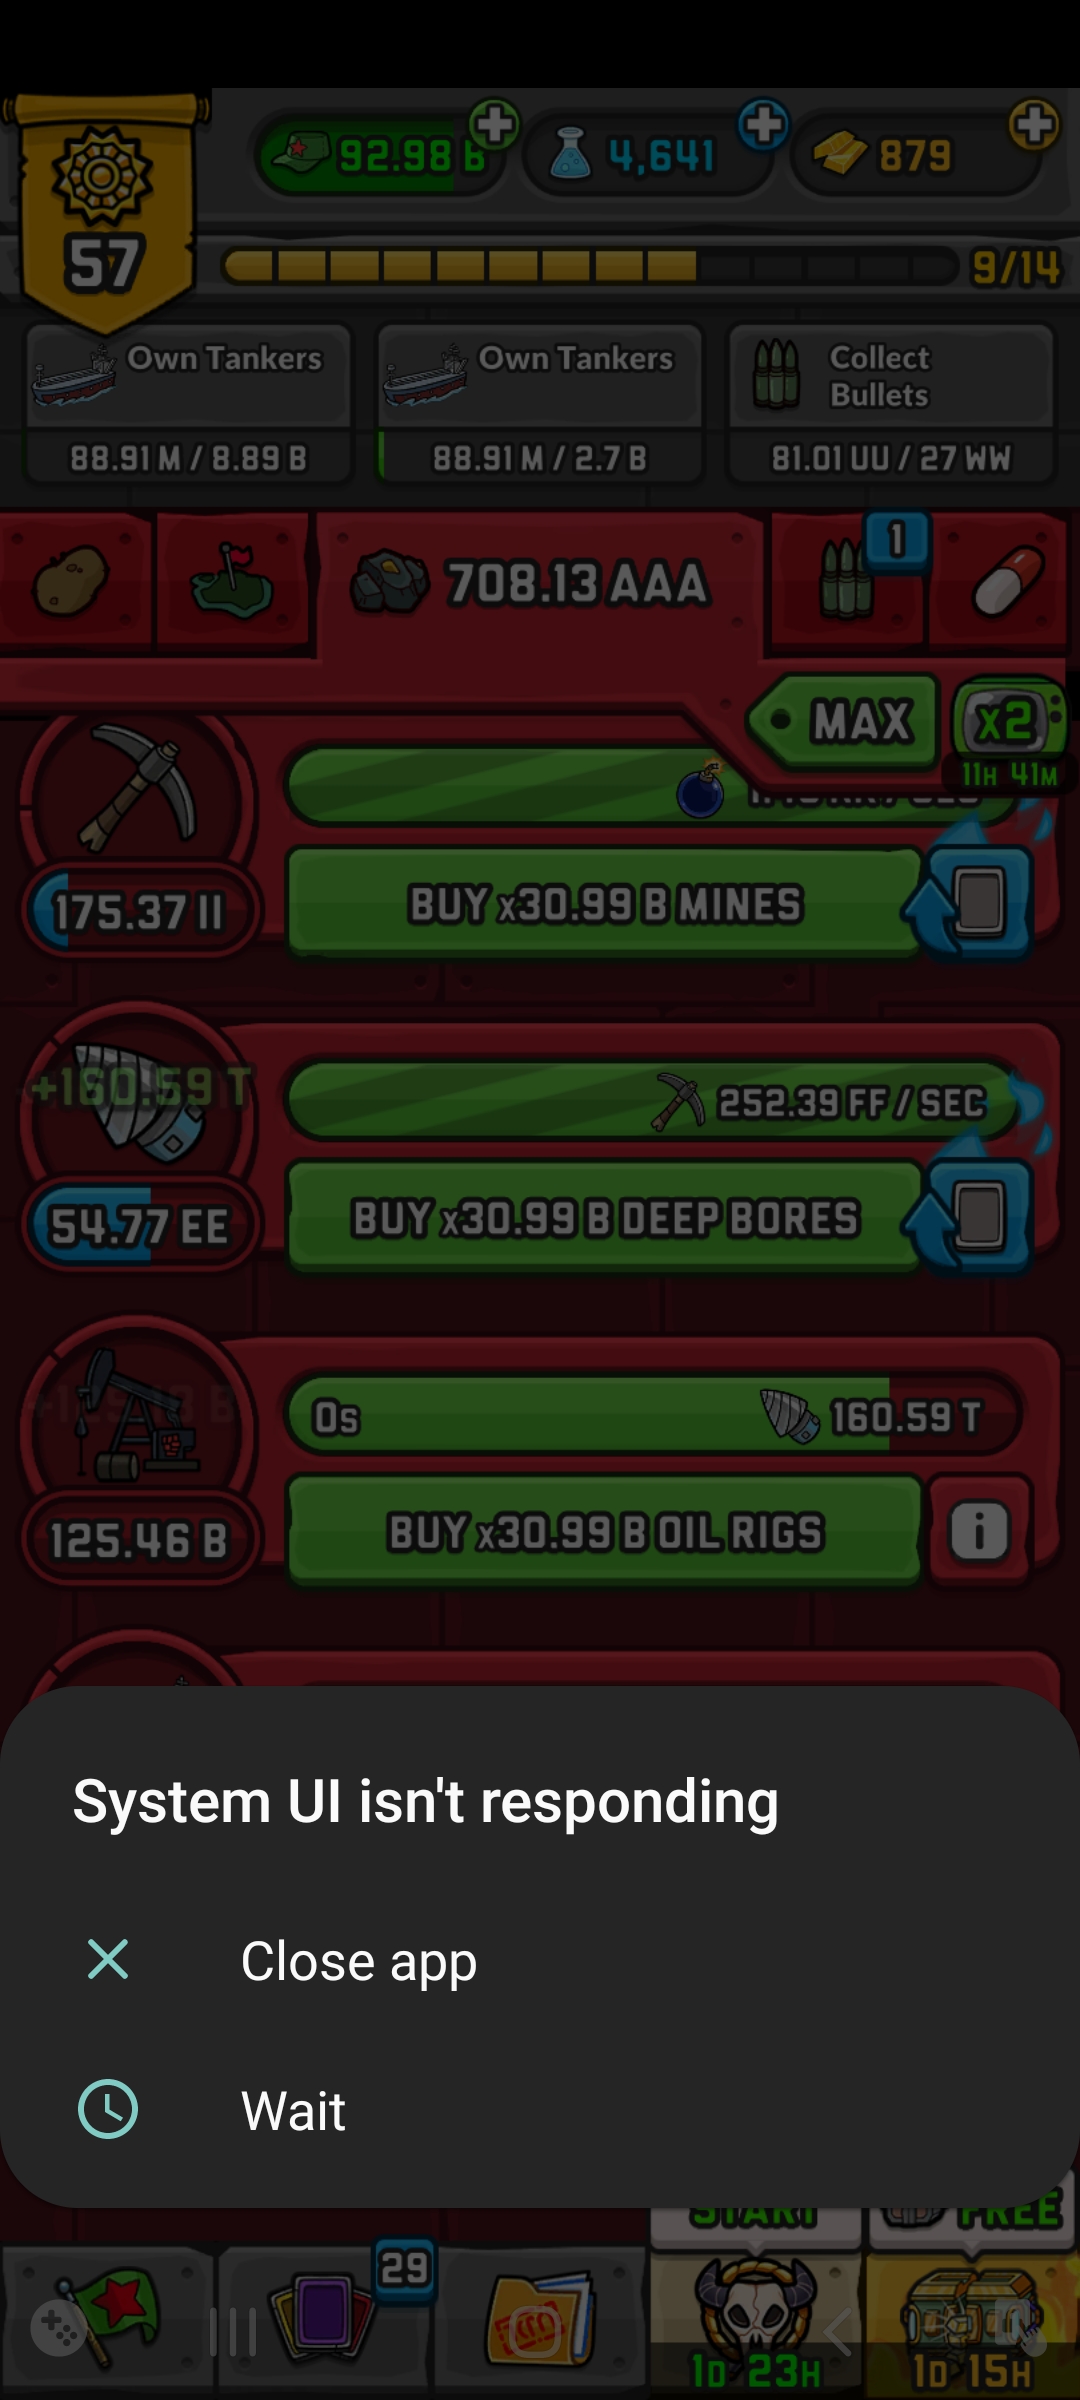 92.98 B
4,641
879
57
9/14
Own Tankers
88.91 M / 8.89 B
Own Tankers
88.91 M / 2.7 B
Collect
Bullets
81.01 UU / 27 WW
708.13 AAA
1
MAX
x2
11H 41M
175.37 II
BUY x30.99 B MINES
+160.59 T
252.39 FF / SEC
54.77 EE
BUY x30.99 B DEEP BORES
0s
160.59 T
125.46 B
BUY x30.99 B OIL RIGS
i
System UI isn't responding
Close app
Wait
START
FREE
29
1D 23H
1D 15H